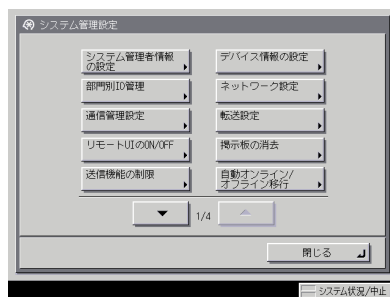 システム管理設定
システム管理者情報
の設定
デバイス情報の設定
部門別ID管理
ネットワーク設定
通信管理設定
転送設定
リモートUIのON/OFF
掲示板の消去
送信機能の制限
自動オンライン/
オフライン移行
1/4
閉じる
システム状況/中止